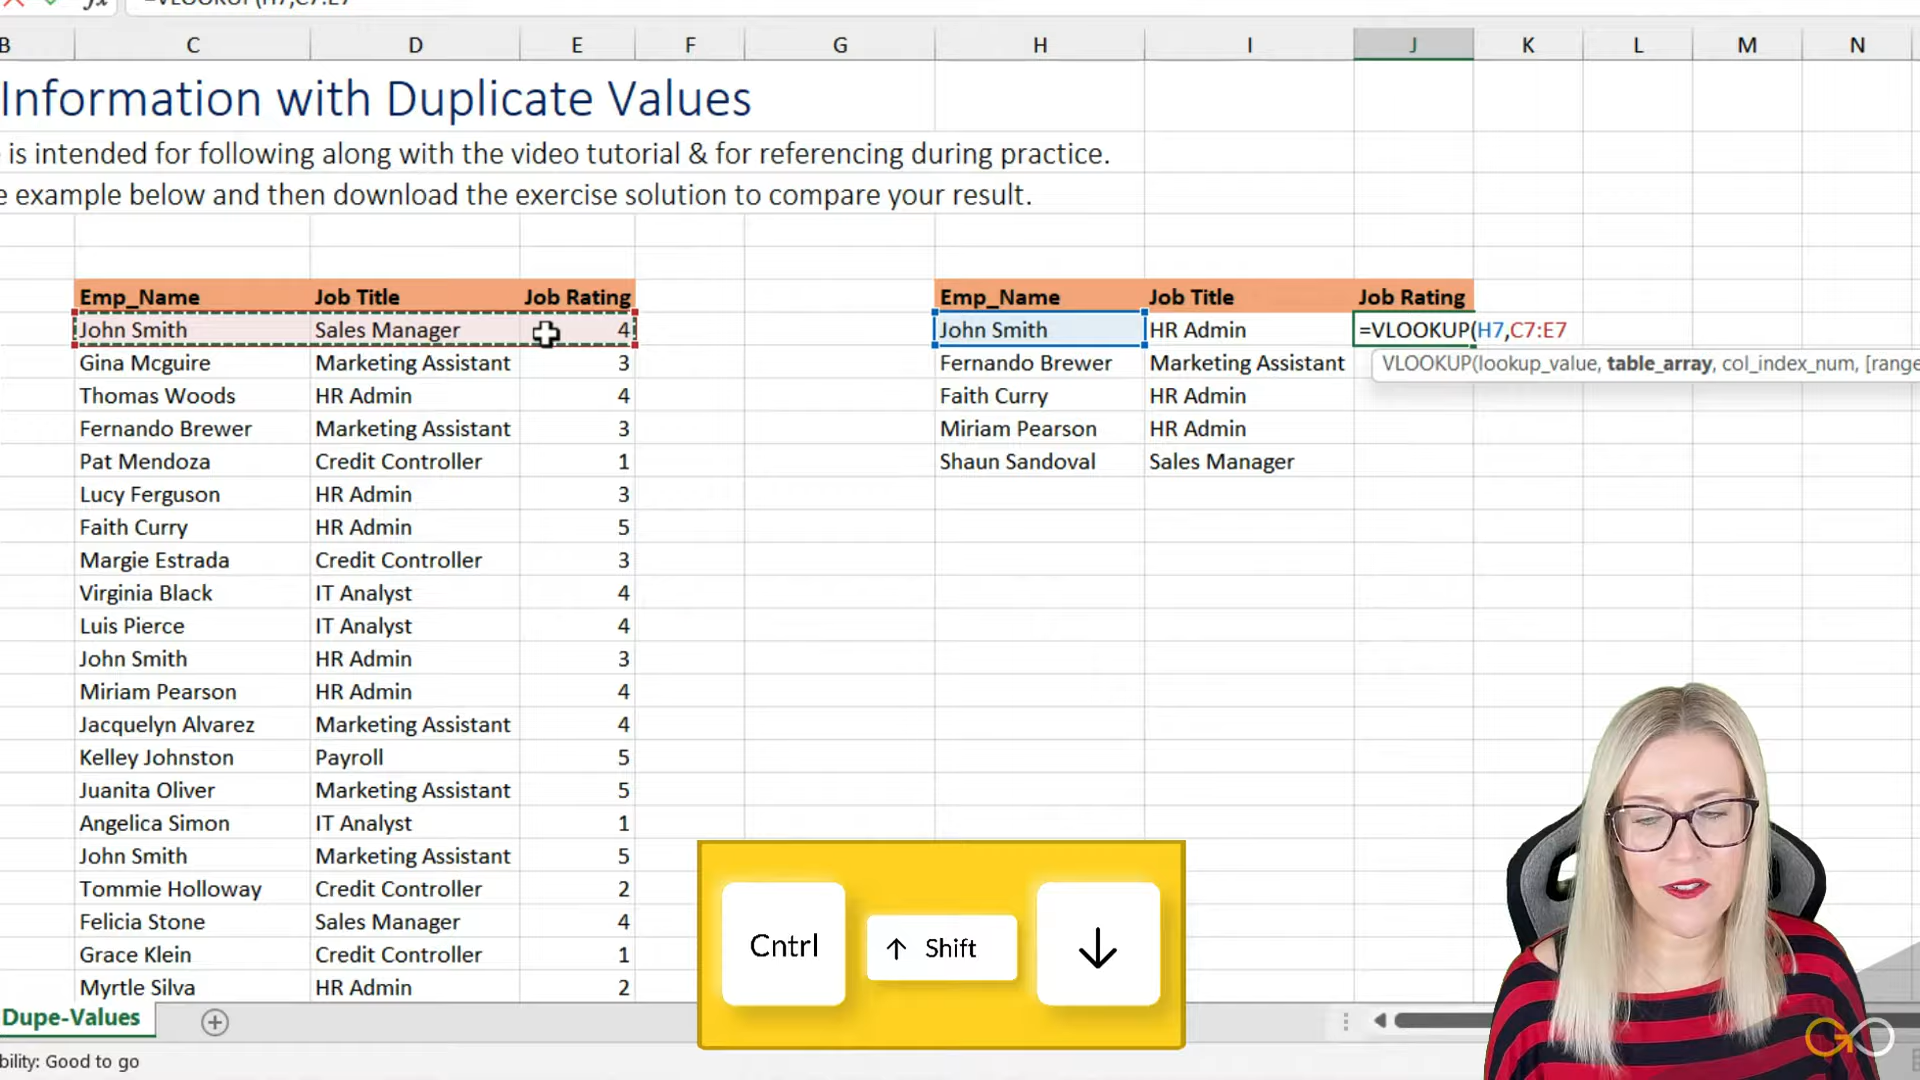 =VLOOKUP(H7,C7:E7
B C D E F G H I J K L M N
Information with Duplicate Values
is intended for following along with the video tutorial & for referencing during practice.
e example below and then download the exercise solution to compare your result.
Emp_Name Job Title Job Rating Emp_Name Job Title Job Rating
John Smith Sales Manager 4 John Smith HR Admin =VLOOKUP(H7,C7:E7
Gina Mcguire Marketing Assistant 3 Fernando Brewer Marketing Assistant VLOOKUP(lookup_value, table_array, col_index_num, [range
Thomas Woods HR Admin 4 Faith Curry HR Admin
Fernando Brewer Marketing Assistant 3 Miriam Pearson HR Admin
Pat Mendoza Credit Controller 1 Shaun Sandoval Sales Manager
Lucy Ferguson HR Admin 3
Faith Curry HR Admin 5
Margie Estrada Credit Controller 3
Virginia Black IT Analyst 4
Luis Pierce IT Analyst 4
John Smith HR Admin 3
Miriam Pearson HR Admin 4
Jacquelyn Alvarez Marketing Assistant 4
Kelley Johnston Payroll 5
Juanita Oliver Marketing Assistant 5
Angelica Simon IT Analyst 1
John Smith Marketing Assistant 5
Tommie Holloway Credit Controller 2
Felicia Stone Sales Manager 4
Grace Klein Credit Controller 1
Myrtle Silva HR Admin 2
Cntrl ↑ Shift ↓
Dupe-Values
bility: Good to go
GO